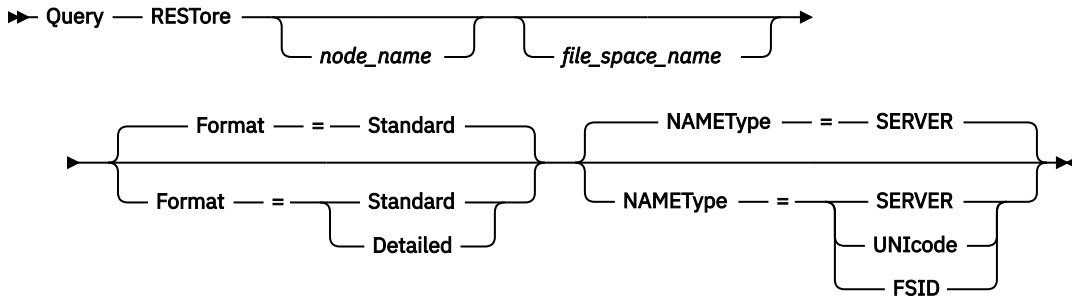 Query RESTore
node_name file_space_name
Format = Standard NAMEType = SERVER
Format = Standard NAMEType = SERVER
Detailed UNIcode
FSID